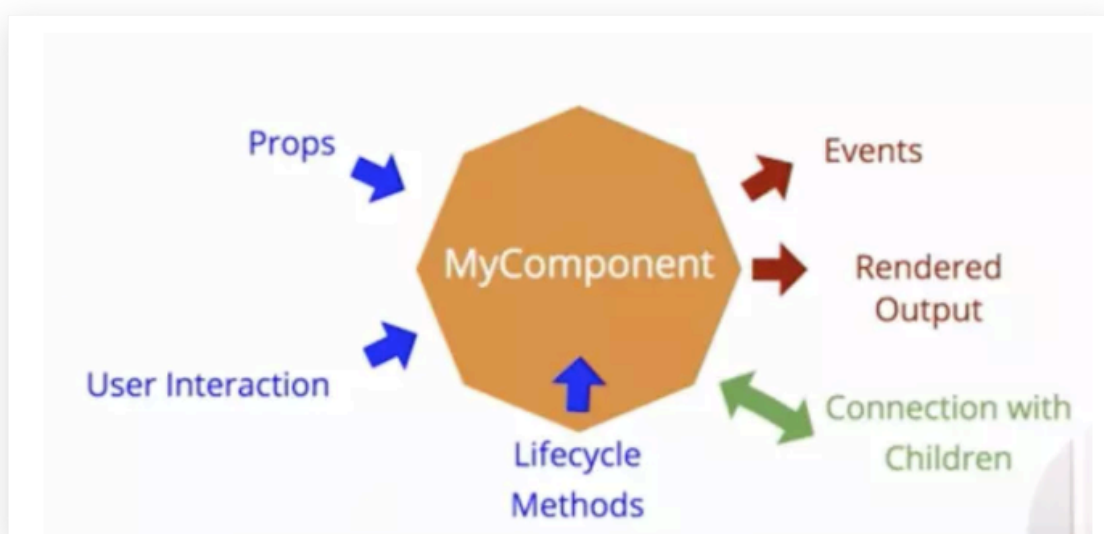 Props
Events
MyComponent
Rendered
Output
User Interaction
Connection with
Children
Lifecycle
Methods